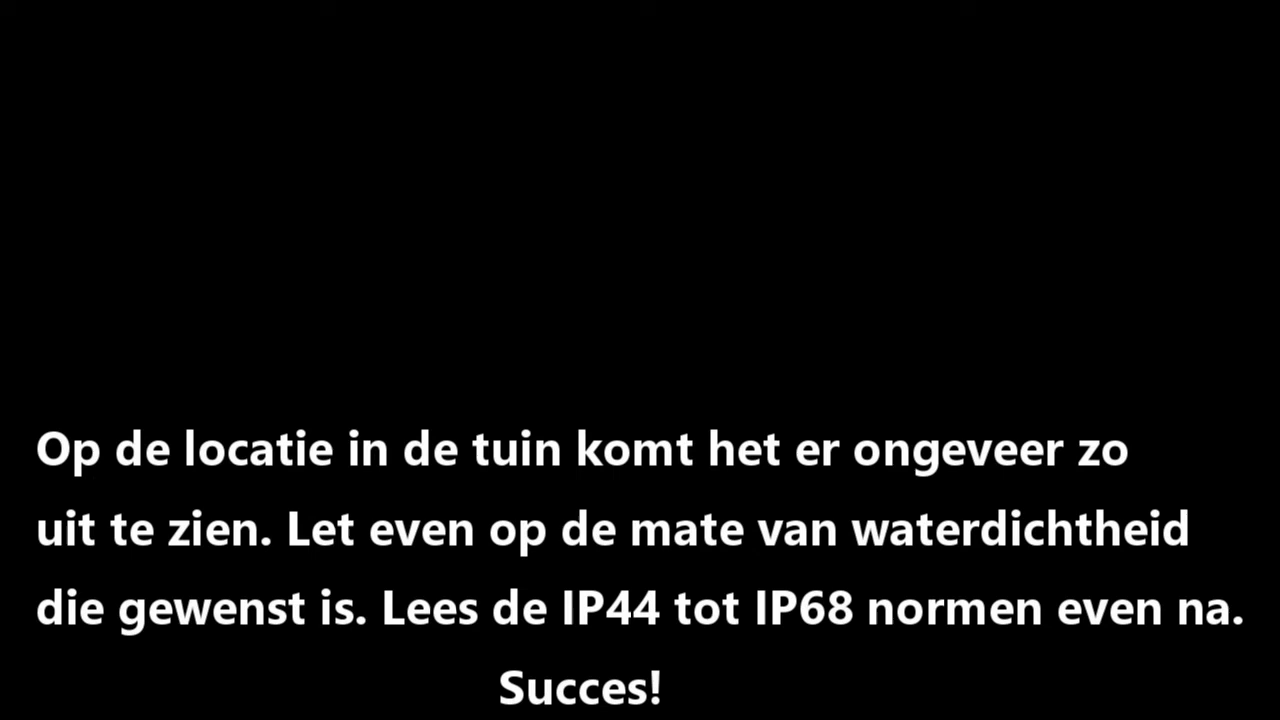 Op de locatie in de tuin komt het er ongeveer zo
uit te zien. Let even op de mate van waterdichtheid
die gewenst is. Lees de IP44 tot IP68 normen even na.
Succes!